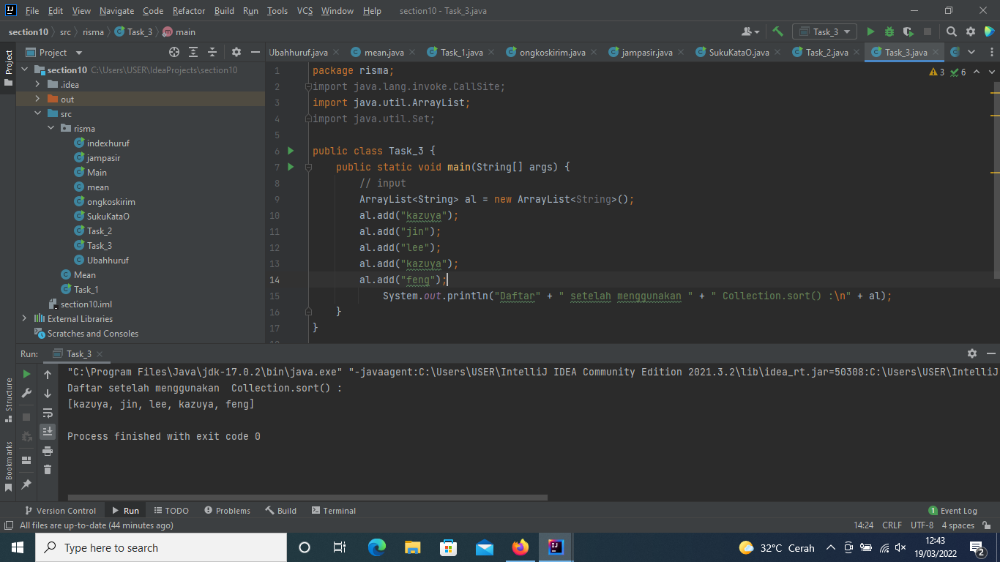 File Edit View Navigate Code Refactor Build Run Tools VCS Window Help section10 - Task_3.java
section10 src risma Task_3 main Task_3
Project Ubahhuruf.java mean.java Task_1.java ongkoskirim.java jampasir.java SukuKataO.java Task_2.java Task_3.java
Project
section10 C:\Users\USER\IdeaProjects\section10
.idea
out
src
risma
indexhuruf
jampasir
Main
mean
ongkoskirim
SukuKataO
Task_2
Task_3
Ubahhuruf
Mean
Task_1
section10.iml
External Libraries
Scratches and Consoles
3 6
1 package risma;
2 import java.lang.invoke.CallSite;
3 import java.util.ArrayList;
4 import java.util.Set;
5
6 public class Task_3 {
7 public static void main(String[] args) {
8 // input
9 ArrayList<String> al = new ArrayList<String>();
10 al.add("kazuya");
11 al.add("jin");
12 al.add("lee");
13 al.add("kazuya");
14 al.add("feng");
15 System.out.println("Daftar" + " setelah menggunakan " + " Collection.sort() :\n" + al);
16 }
17 }
Run: Task_3
"C:\Program Files\Java\jdk-17.0.2\bin\java.exe" "-javaagent:C:\Users\USER\IntelliJ IDEA Community Edition 2021.3.2\lib\idea_rt.jar=50308:C:\Users\USER\IntelliJ
Daftar setelah menggunakan  Collection.sort() :
[kazuya, jin, lee, kazuya, feng]
Process finished with exit code 0
Structure
Bookmarks
Version Control Run TODO Problems Build Terminal 1 Event Log
All files are up-to-date (44 minutes ago) 14:24 CRLF UTF-8 4 spaces
Type here to search 32°C Cerah 12:43
19/03/2022 2